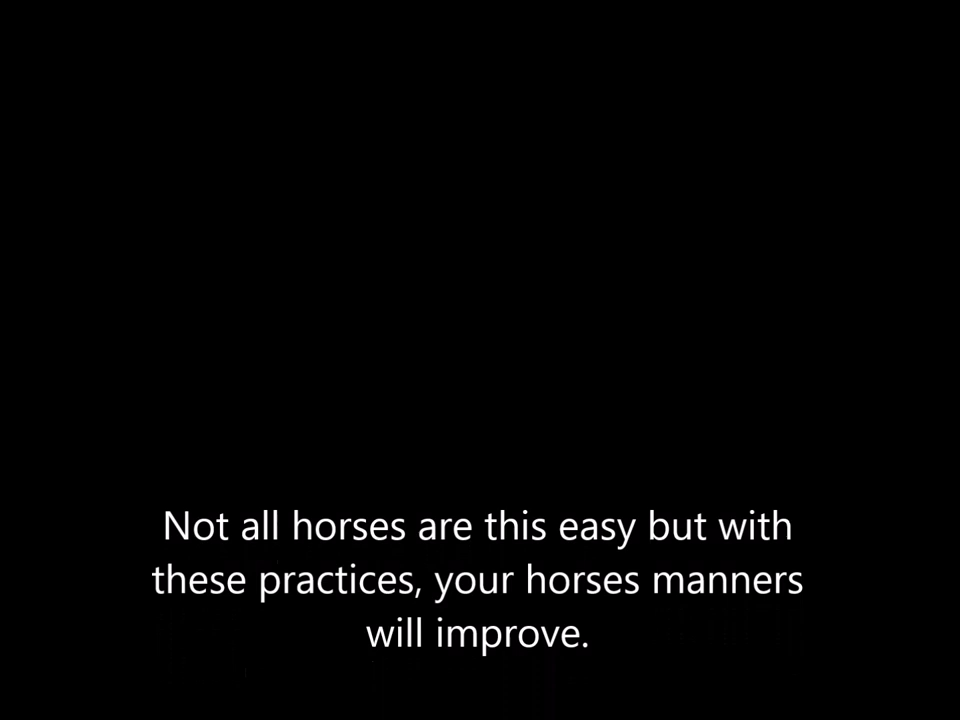 Not all horses are this easy but with
these practices, your horses manners
will improve.